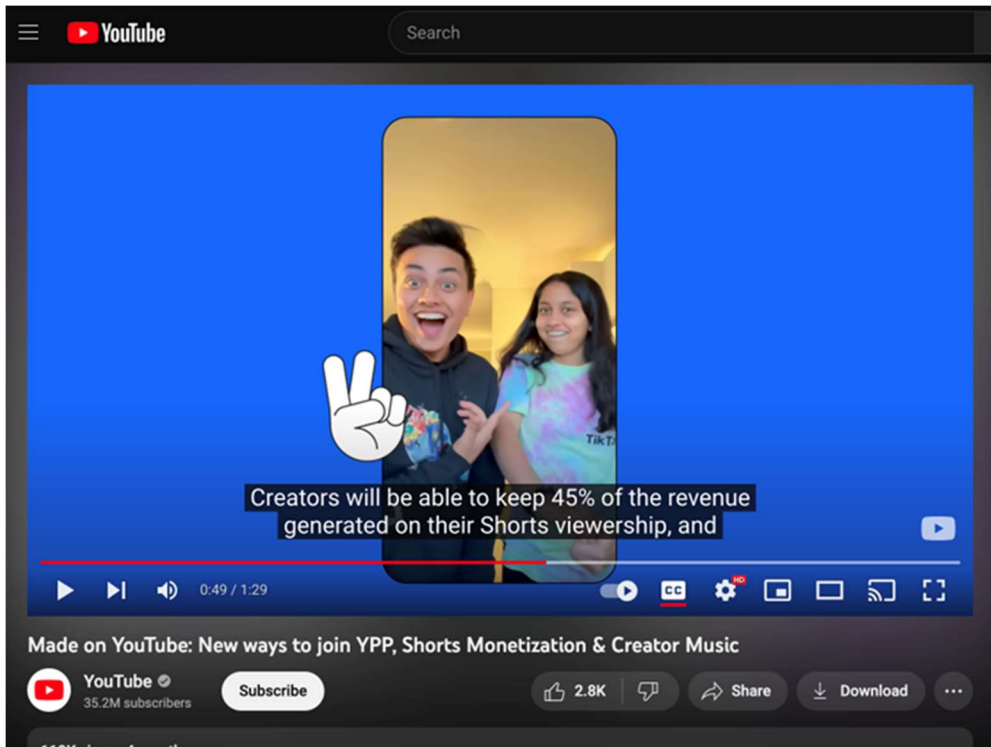 YouTube
Search
TikT
Creators will be able to keep 45% of the revenue
generated on their Shorts viewership, and
0:49 / 1:29
CC
HD
Made on YouTube: New ways to join YPP, Shorts Monetization & Creator Music
YouTube
35.2M subscribers
Subscribe
2.8K
Share
Download